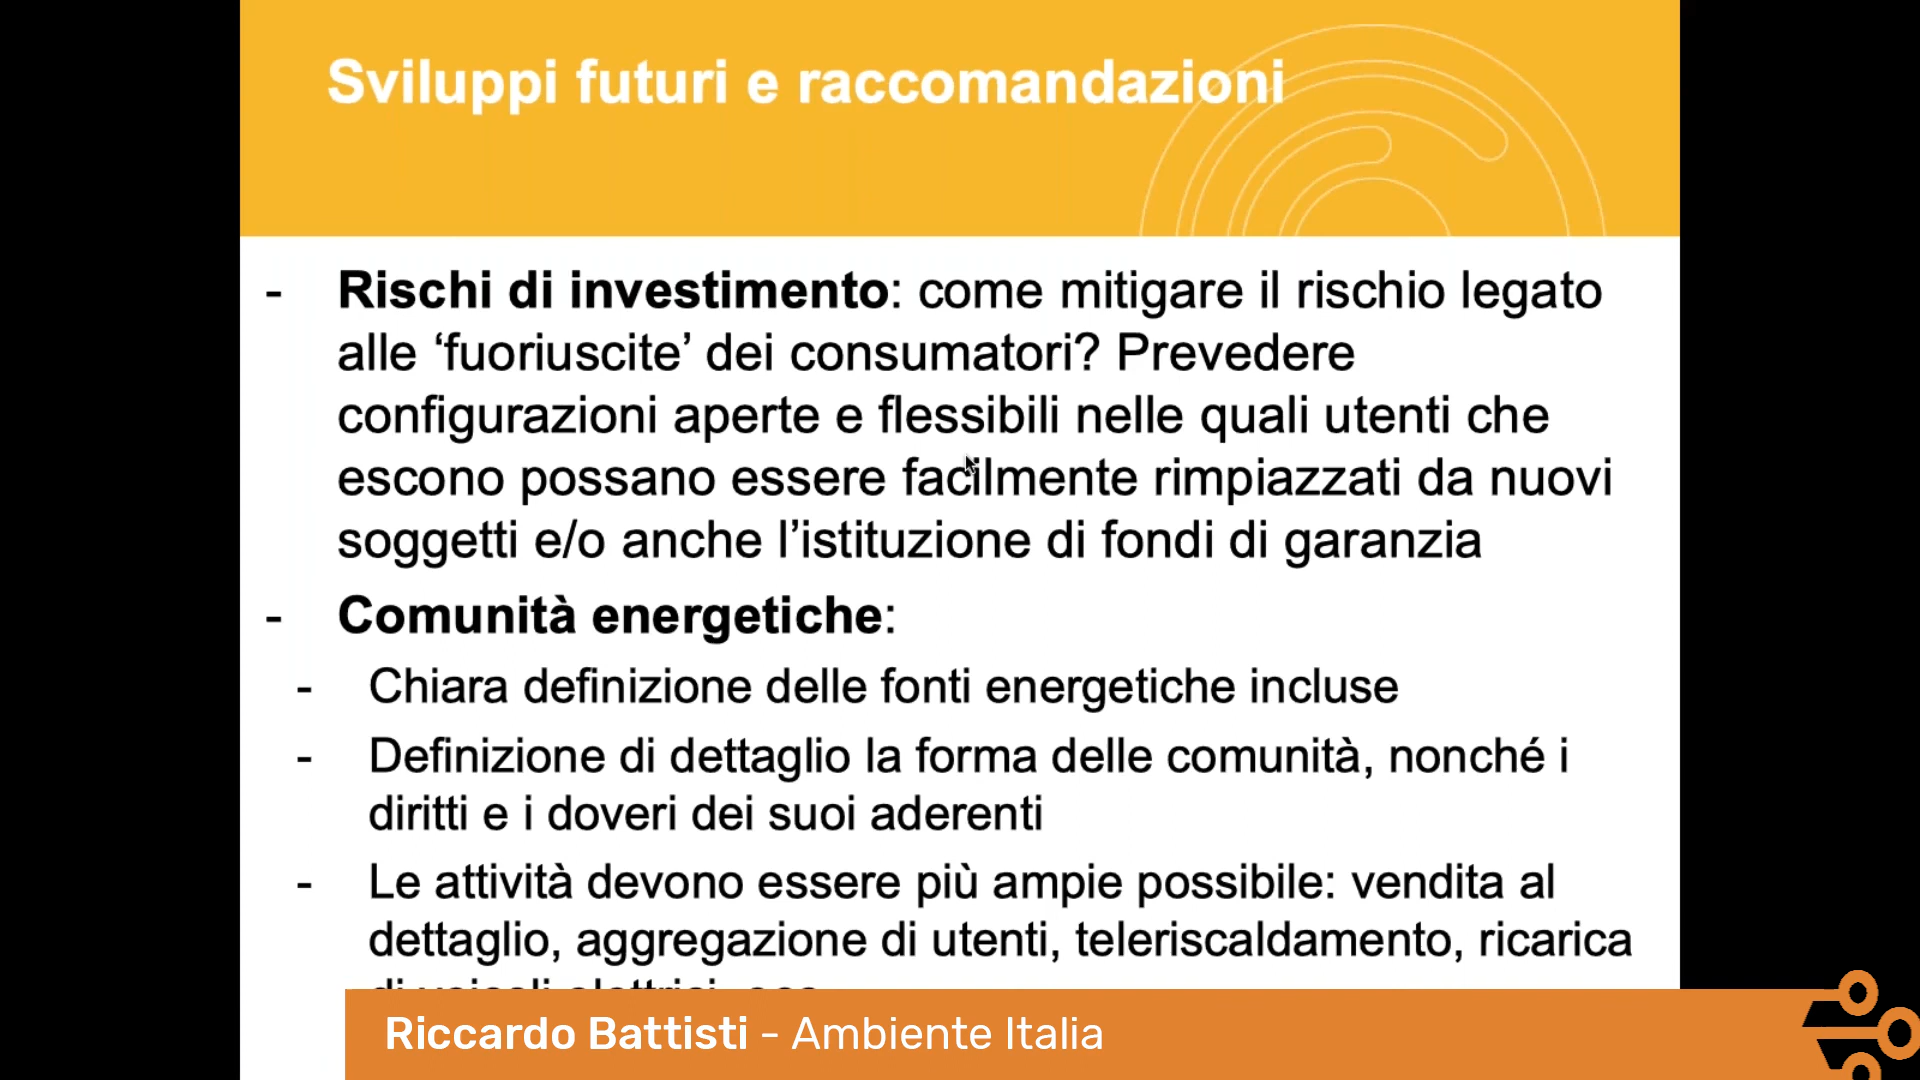 Sviluppi futuri e raccomandazioni
- Rischi di investimento: come mitigare il rischio legato
alle ‘fuoriuscite’ dei consumatori? Prevedere
configurazioni aperte e flessibili nelle quali utenti che
escono possano essere facilmente rimpiazzati da nuovi
soggetti e/o anche l’istituzione di fondi di garanzia
- Comunità energetiche:
- Chiara definizione delle fonti energetiche incluse
- Definizione di dettaglio la forma delle comunità, nonché i
diritti e i doveri dei suoi aderenti
- Le attività devono essere più ampie possibile: vendita al
dettaglio, aggregazione di utenti, teleriscaldamento, ricarica
di veicoli elettrici, ecc
Riccardo Battisti - Ambiente Italia